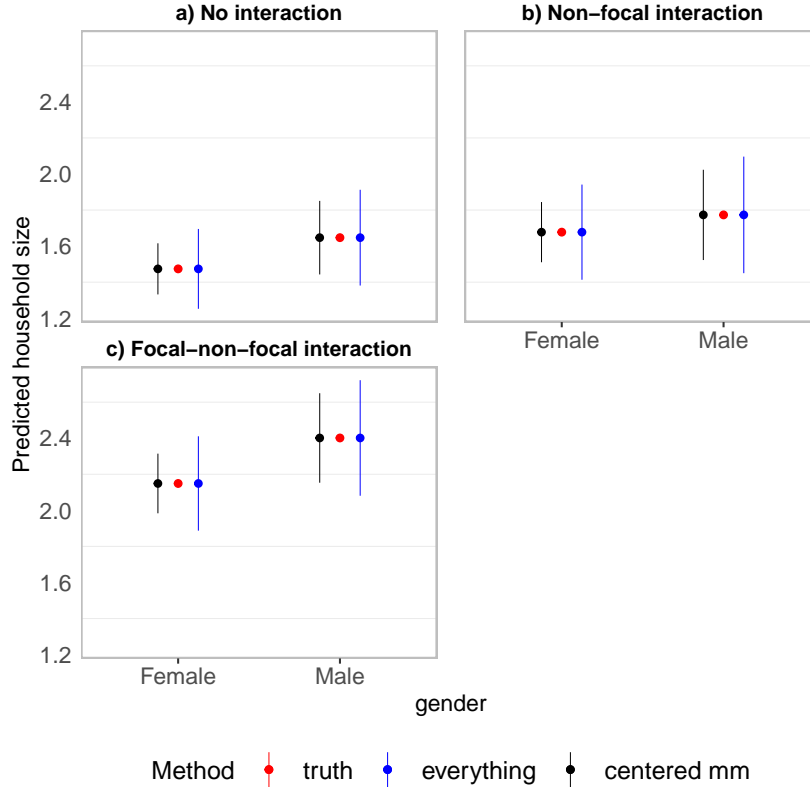 a) No interaction
b) Non−focal interaction
2.4
2.0
1.6
1.2
Female
Male
c) Focal−non−focal interaction
2.4
2.0
1.6
1.2
Female
Male
Predicted household size
gender
Method truth everything centered mm